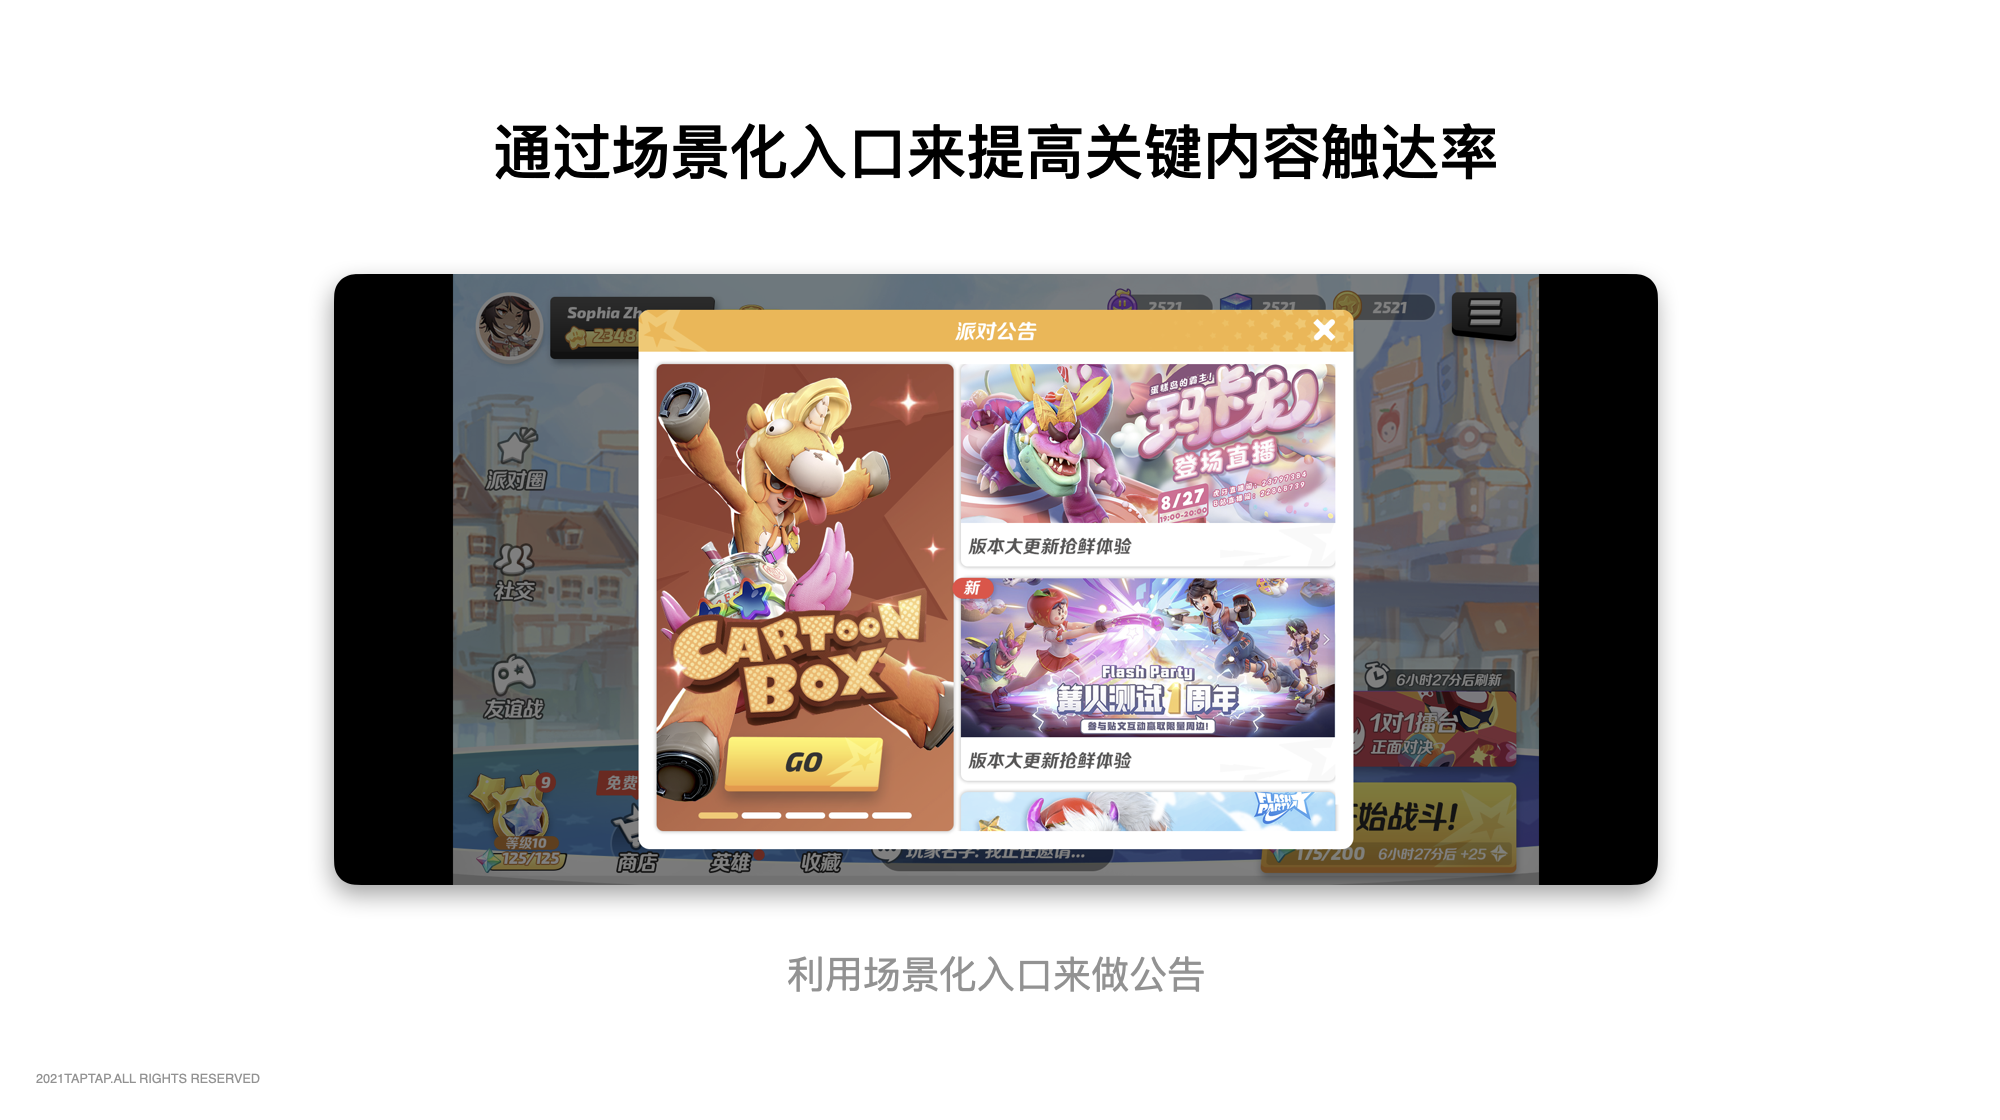 通过场景化入口来提高关键内容触达率
Sophia Zh
2348
2521
2521
2521
派对公告
派对圈
社交
友谊战
CARTOON
BOX
GO
蛋糕岛的霸主!
玛卡龙
登场直播
8/27
19:00-20:00
版本大更新抢鲜体验
新
Flash Party
篝火测试1周年
参与贴文互动赢取限量周边!
版本大更新抢鲜体验
FLASH
PARTY
6小时27分后刷新
1对1擂台
正面对决
始战斗!
175/200 6小时27分后 +25
9
等级10
125/125
免费
商店
英雄
收藏
玩家名字: 我正在邀请...
利用场景化入口来做公告
2021TAPTAP.ALL RIGHTS RESERVED